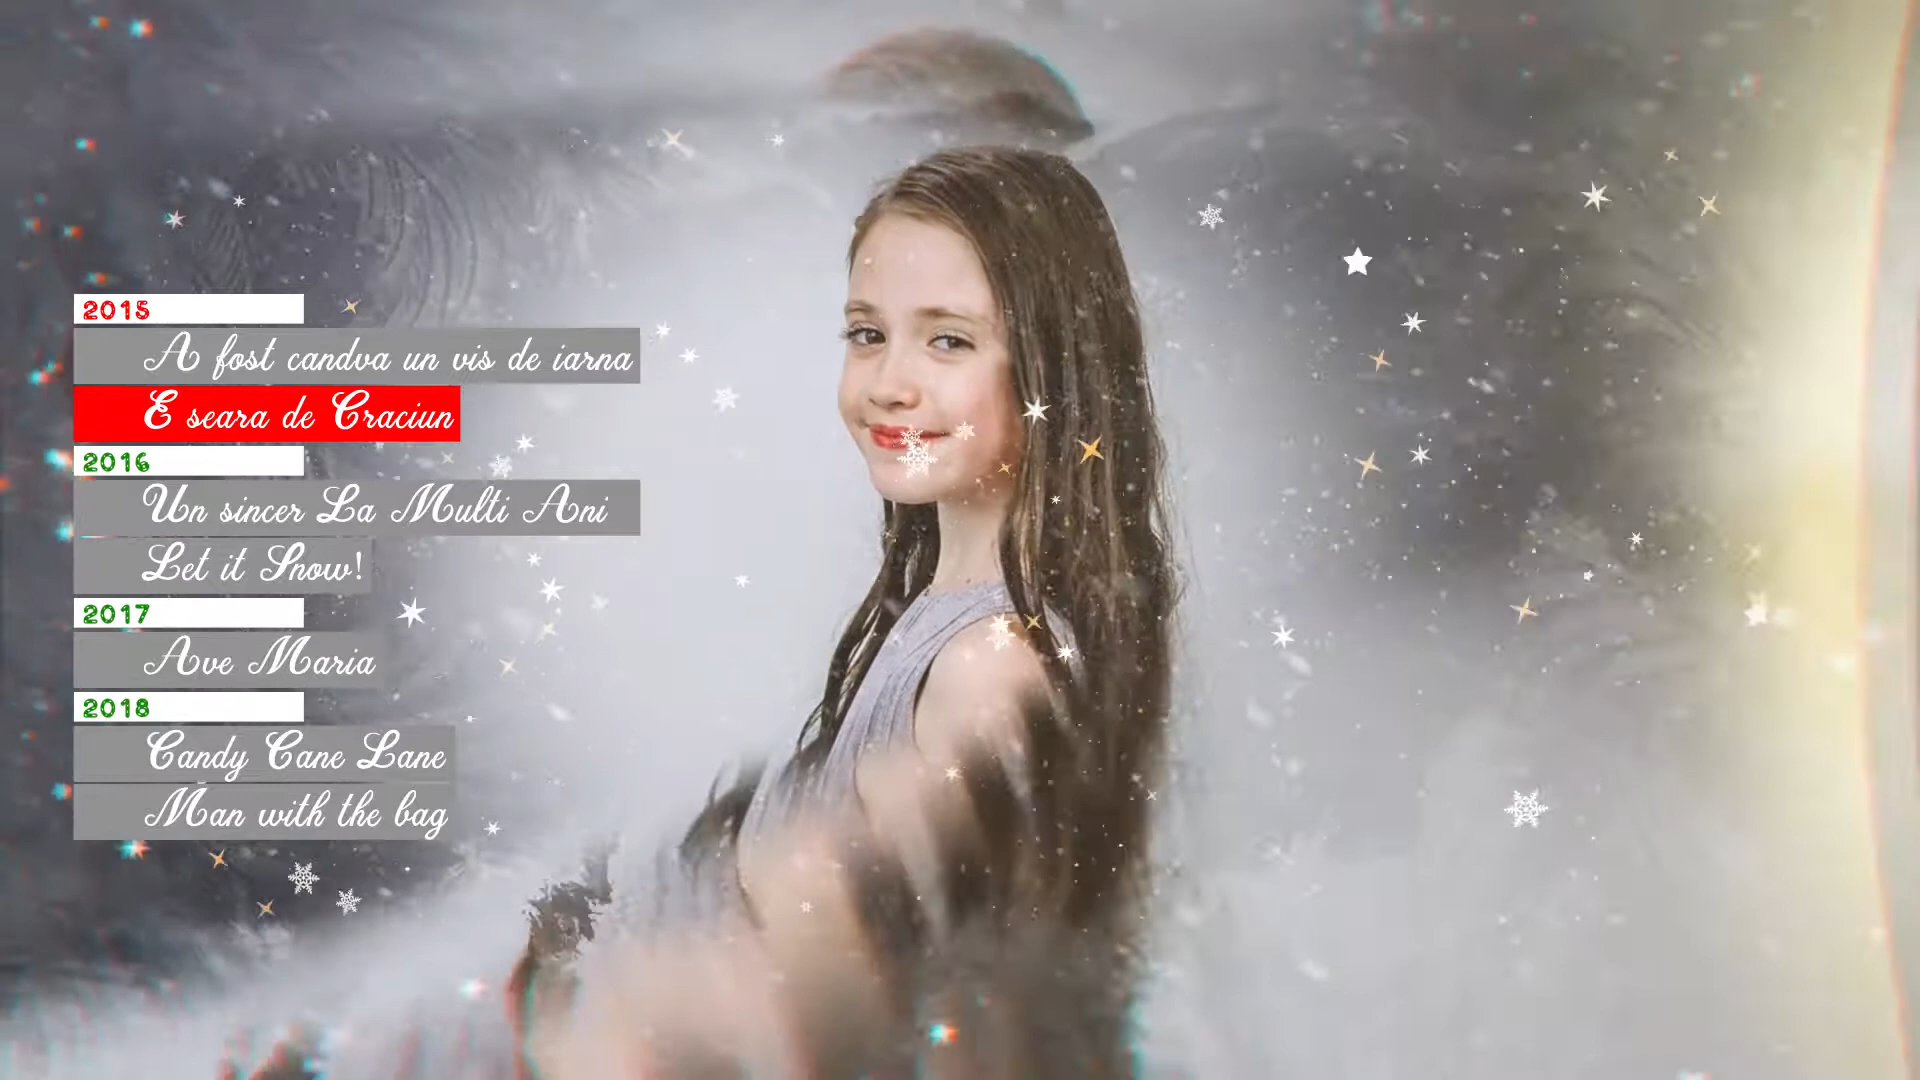 2015
A fost candva un vis de iarna
E seara de Craciun
2016
Un sincer La Multi Ani
Let it Snow!
2017
Ave Maria
2018
Candy Cane Lane
Man with the bag